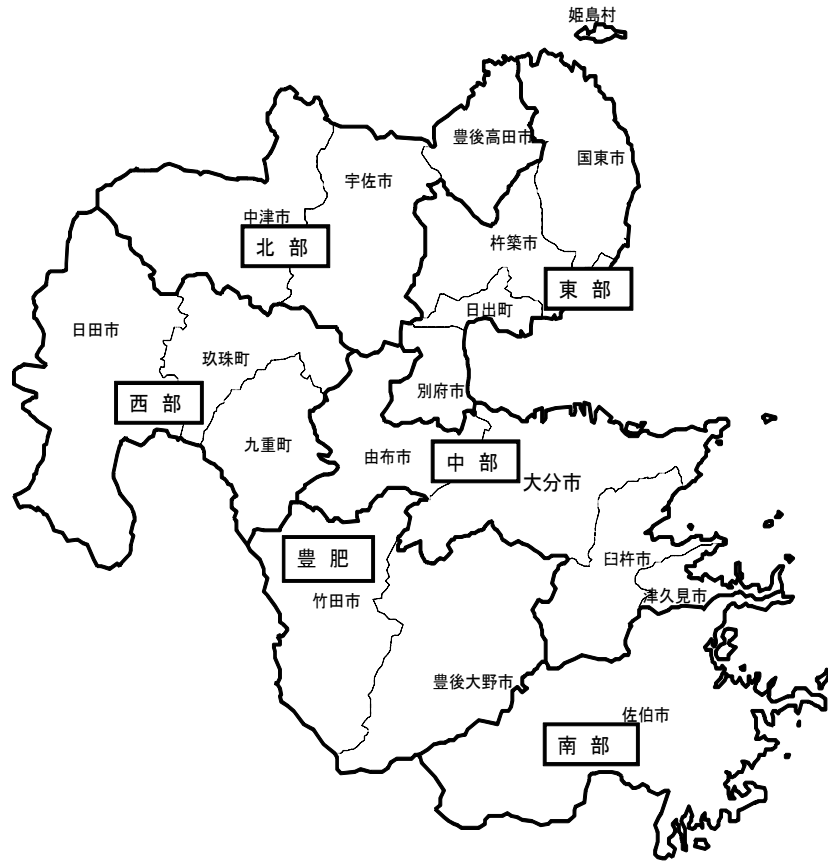 姫島村
豊後高田市
国東市
宇佐市
中津市
北部
杵築市
東部
日出町
日田市
玖珠町
別府市
西部
九重町
由布市
中部
大分市
豊肥
臼杵市
竹田市
津久見市
豊後大野市
佐伯市
南部